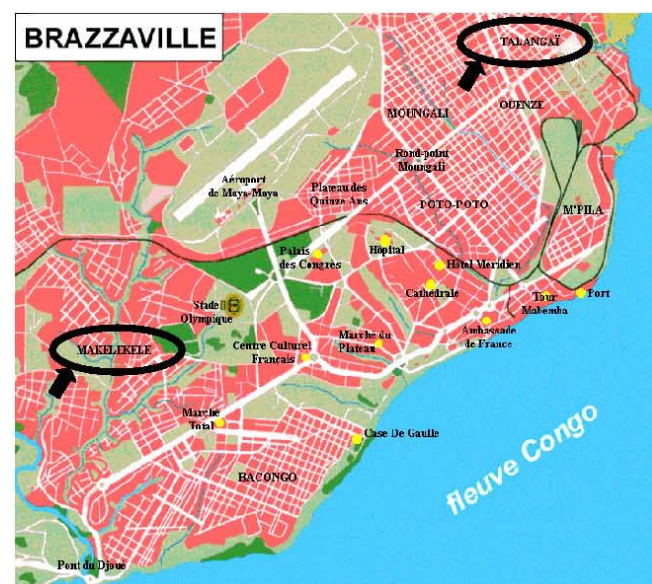 BRAZZAVILLE
TALANGAÏ
MOUNGALI
OUENZE
Rond-point
Moungali
Aéroport
de Maya-Maya
Plateau des
Quinze Ans
POTO-POTO
M'PILA
Palais
des Congrès
Hôpital
Hôtel Meridien
Cathédrale
Stade
Olympique
Tour
Mabemba
Port
Ambassade
de France
MAKELEKELE
Centre Culturel
Français
Marché du
Plateau
Marché
Total
Case De Gaulle
BACONGO
fleuve Congo
Pont du Djoue